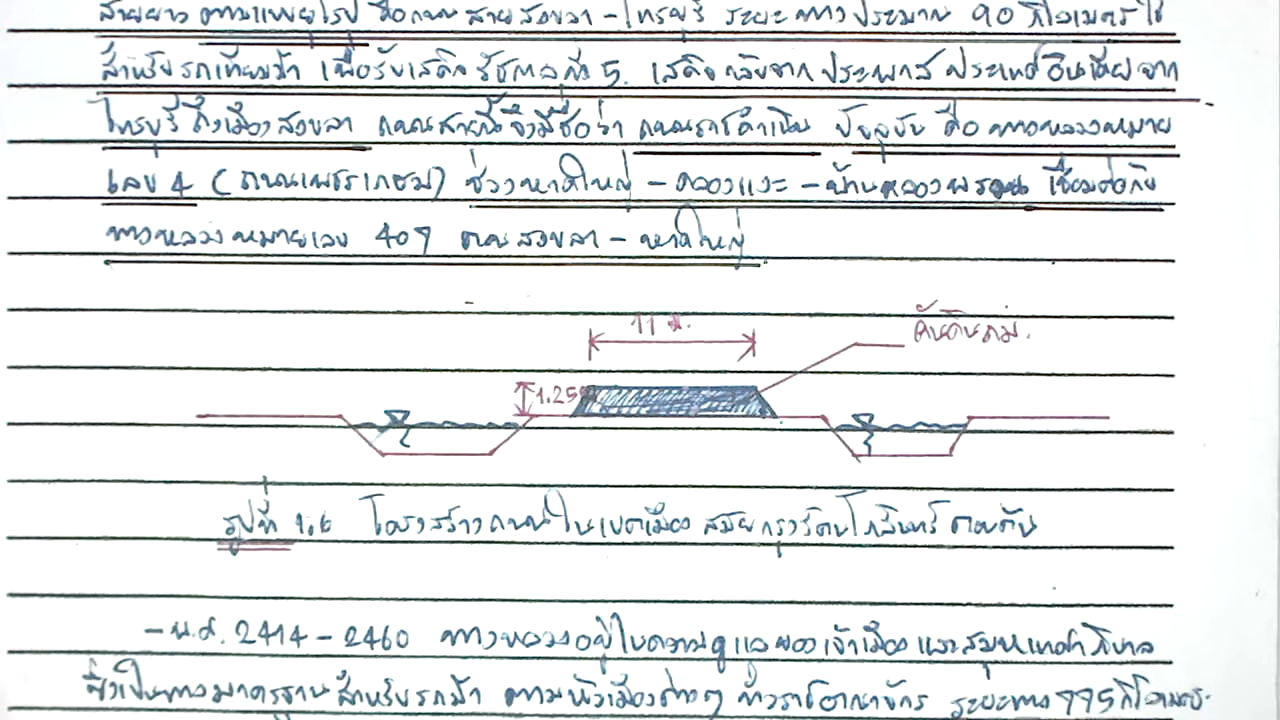 สายยาว ตามแบบยุโรป คือถนน สายสงขลา – ไทรบุรี ระยะทางประมาณ 90 กิโลเมตร ใช้
สำหรับรถเทียมม้า เพื่อรับเสด็จ รัชกาลที่ 5. เสด็จกลับจาก ประพาส ประเทศอินเดีย จาก
ไทรบุรี ถึงเมืองสงขลา ถนนสายนี้จึงมีชื่อว่า ถนนราชดำเนิน ปัจจุบัน คือ ทางหลวงหมาย
เลข 4 (ถนนเพชรเกษม) ช่วงหาดใหญ่ – คลองแงะ – บ้านคลองพรวน เชื่อมต่อกับ
ทางหลวงหมายเลข 407 ถนนสงขลา – หาดใหญ่
11 ม.
คันดินถม.
1.25
รูปที่ 1.6 โครงสร้างถนนในเขตเมือง สมัยกรุงรัตนโกสินทร์ตอนต้น
– พ.ศ. 2414 – 2460 ทางหลวงอยู่ในความดูแลของเจ้าเมือง และสมุหเทศาภิบาล
ซึ่งเป็นทางมาตรฐานสำหรับรถม้า ตามหัวเมืองต่างๆ ทั่วราชอาณาจักร ระยะทาง 775 กิโลเมตร